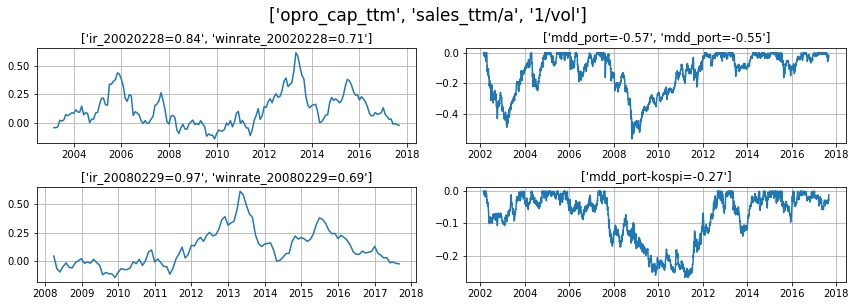 ['opro_cap_ttm', 'sales_ttm/a', '1/vol']
['ir_20020228=0.84', 'winrate_20020228=0.71']
0.50
0.25
0.00
2004 2006 2008 2010 2012 2014 2016 2018
['mdd_port=-0.57', 'mdd_port=-0.55']
0.0
−0.2
−0.4
2002 2004 2006 2008 2010 2012 2014 2016 2018
['ir_20080229=0.97', 'winrate_20080229=0.69']
0.50
0.25
0.00
2008 2009 2010 2011 2012 2013 2014 2015 2016 2017 2018
['mdd_port-kospi=-0.27']
0.0
−0.1
−0.2
2002 2004 2006 2008 2010 2012 2014 2016 2018